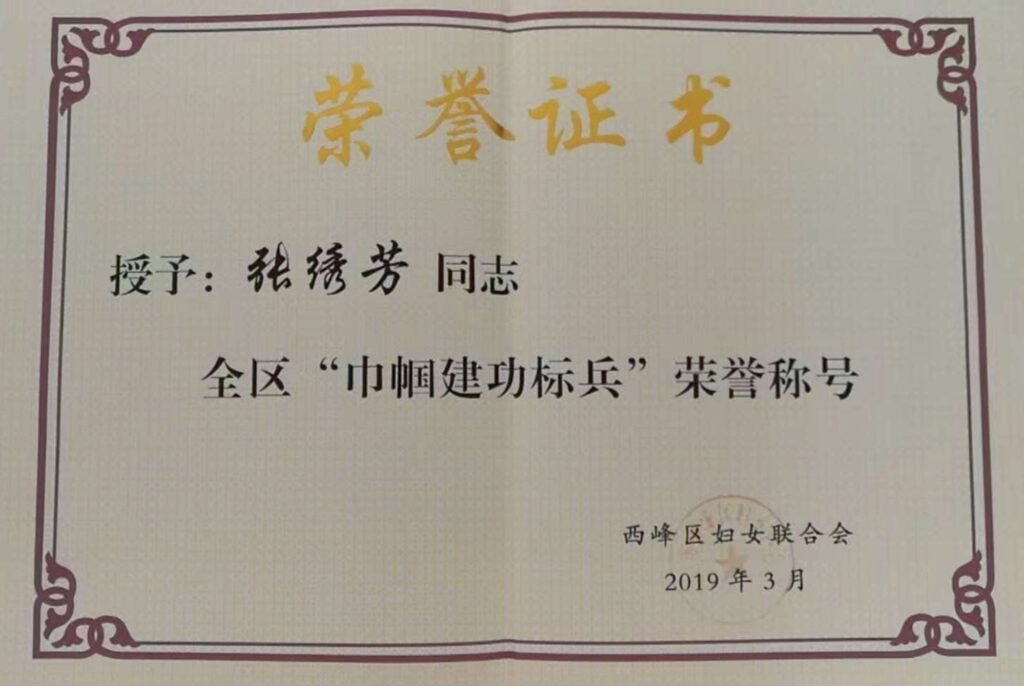 荣誉证书
授予：张绣芳 同志
全区“巾帼建功标兵”荣誉称号
西峰区妇女联合会
2019 年 3 月